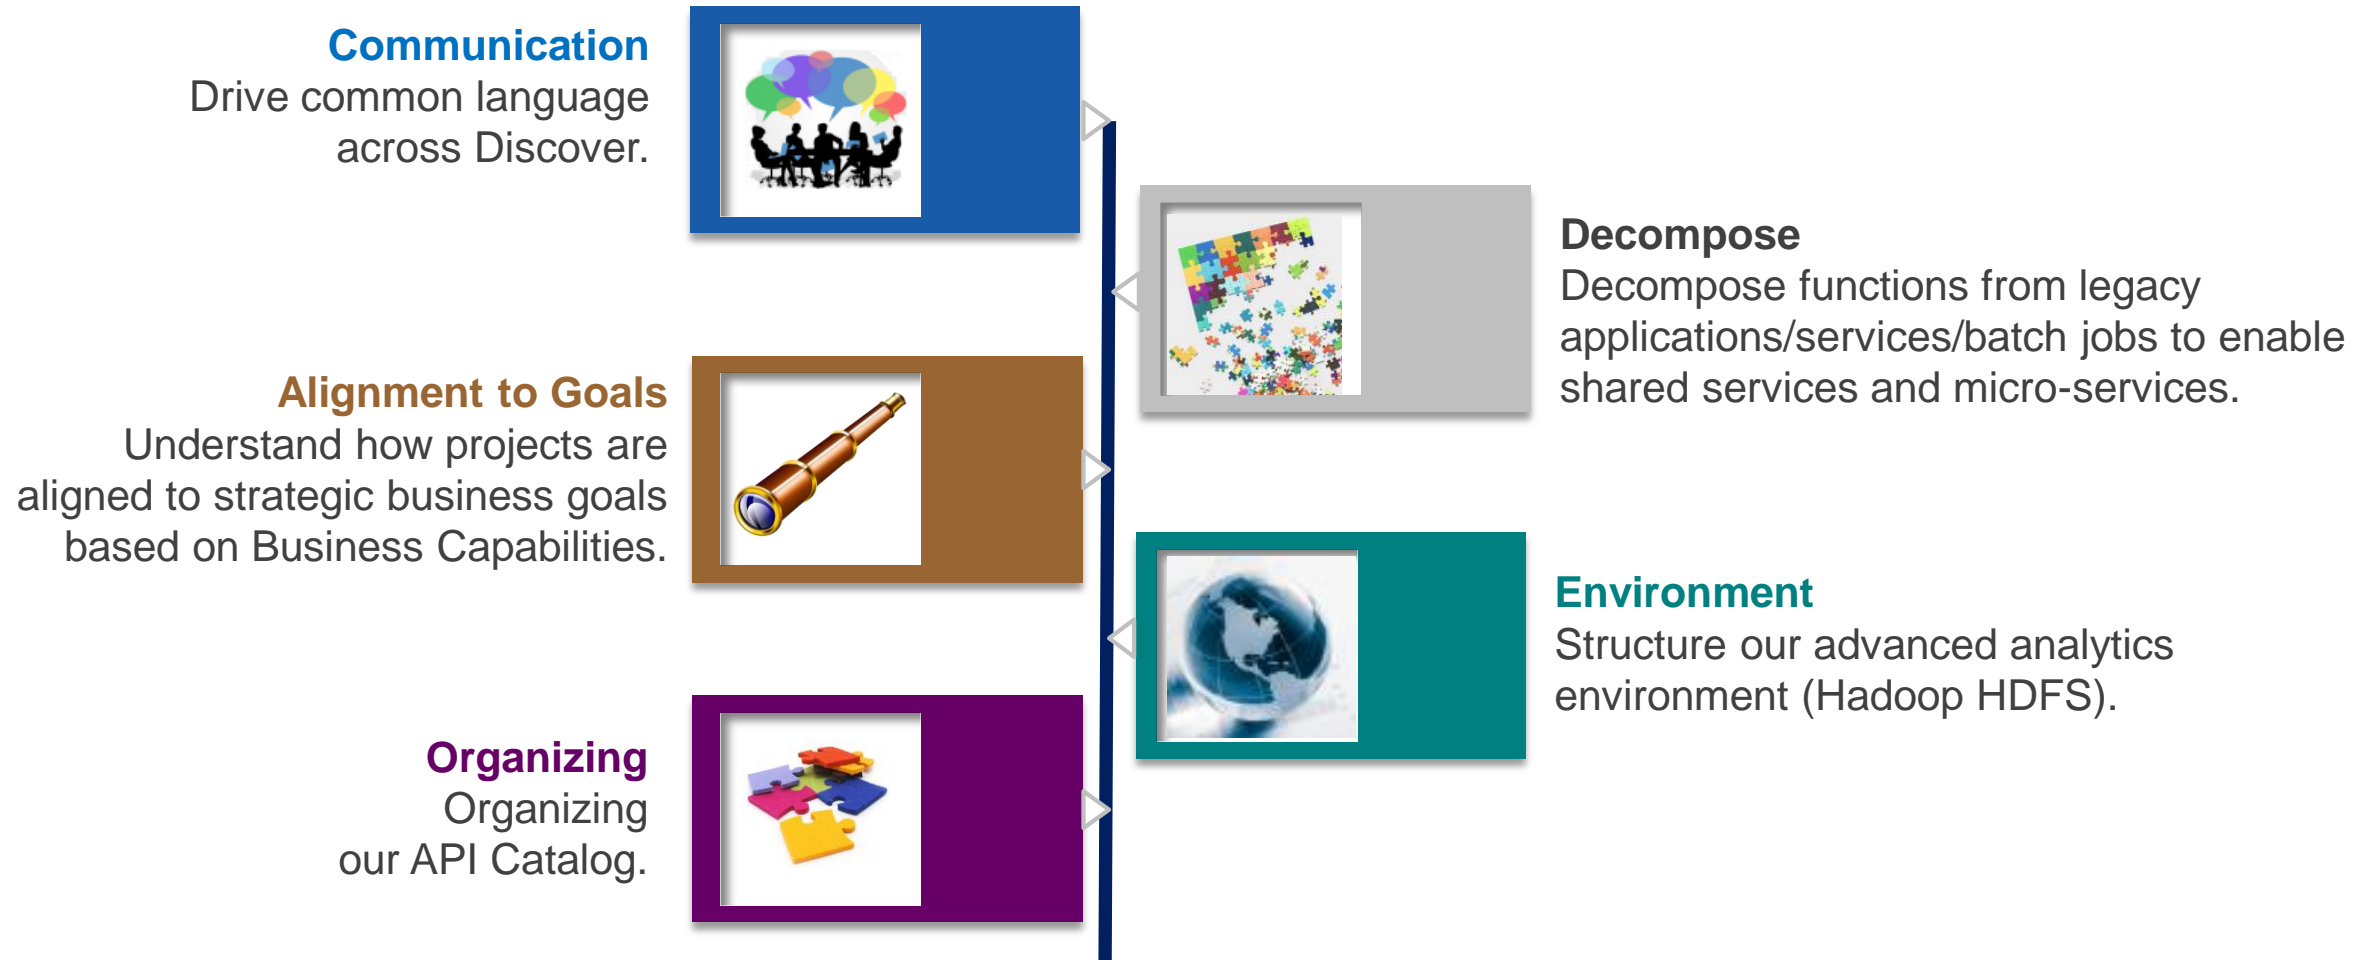 Communication
Drive common language
across Discover.
Decompose
Decompose functions from legacy
applications/services/batch jobs to enable
shared services and micro-services.
Alignment to Goals
Understand how projects are
aligned to strategic business goals
based on Business Capabilities.
Environment
Structure our advanced analytics
environment (Hadoop HDFS).
Organizing
Organizing
our API Catalog.